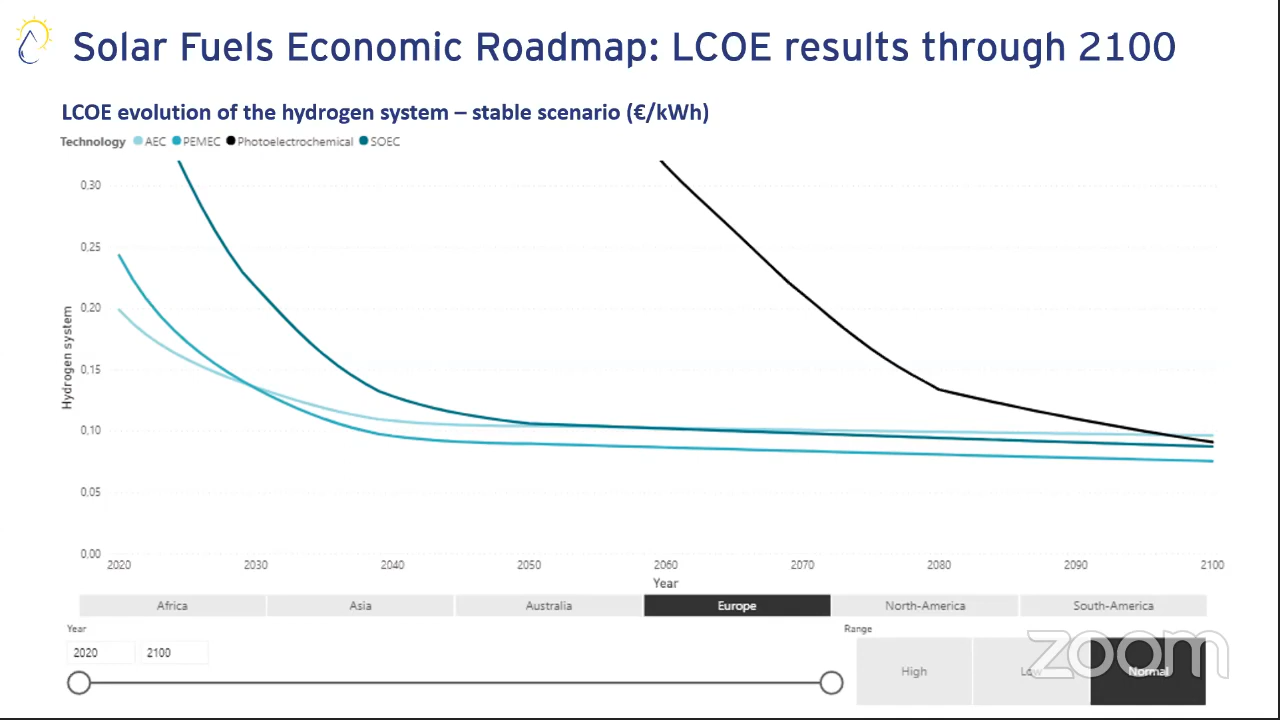 Solar Fuels Economic Roadmap: LCOE results through 2100
LCOE evolution of the hydrogen system – stable scenario (€/kWh)
Technology AEC PEMEC Photoelectrochemical SOEC
0,30
0,25
0,20
0,15
0,10
0,05
0,00
Hydrogen system
2020 2030 2040 2050 2060 2070 2080 2090 2100
Year
Africa Asia Australia Europe North-America South-America
Year
2020 2100
Range
High Low Normal
zoom